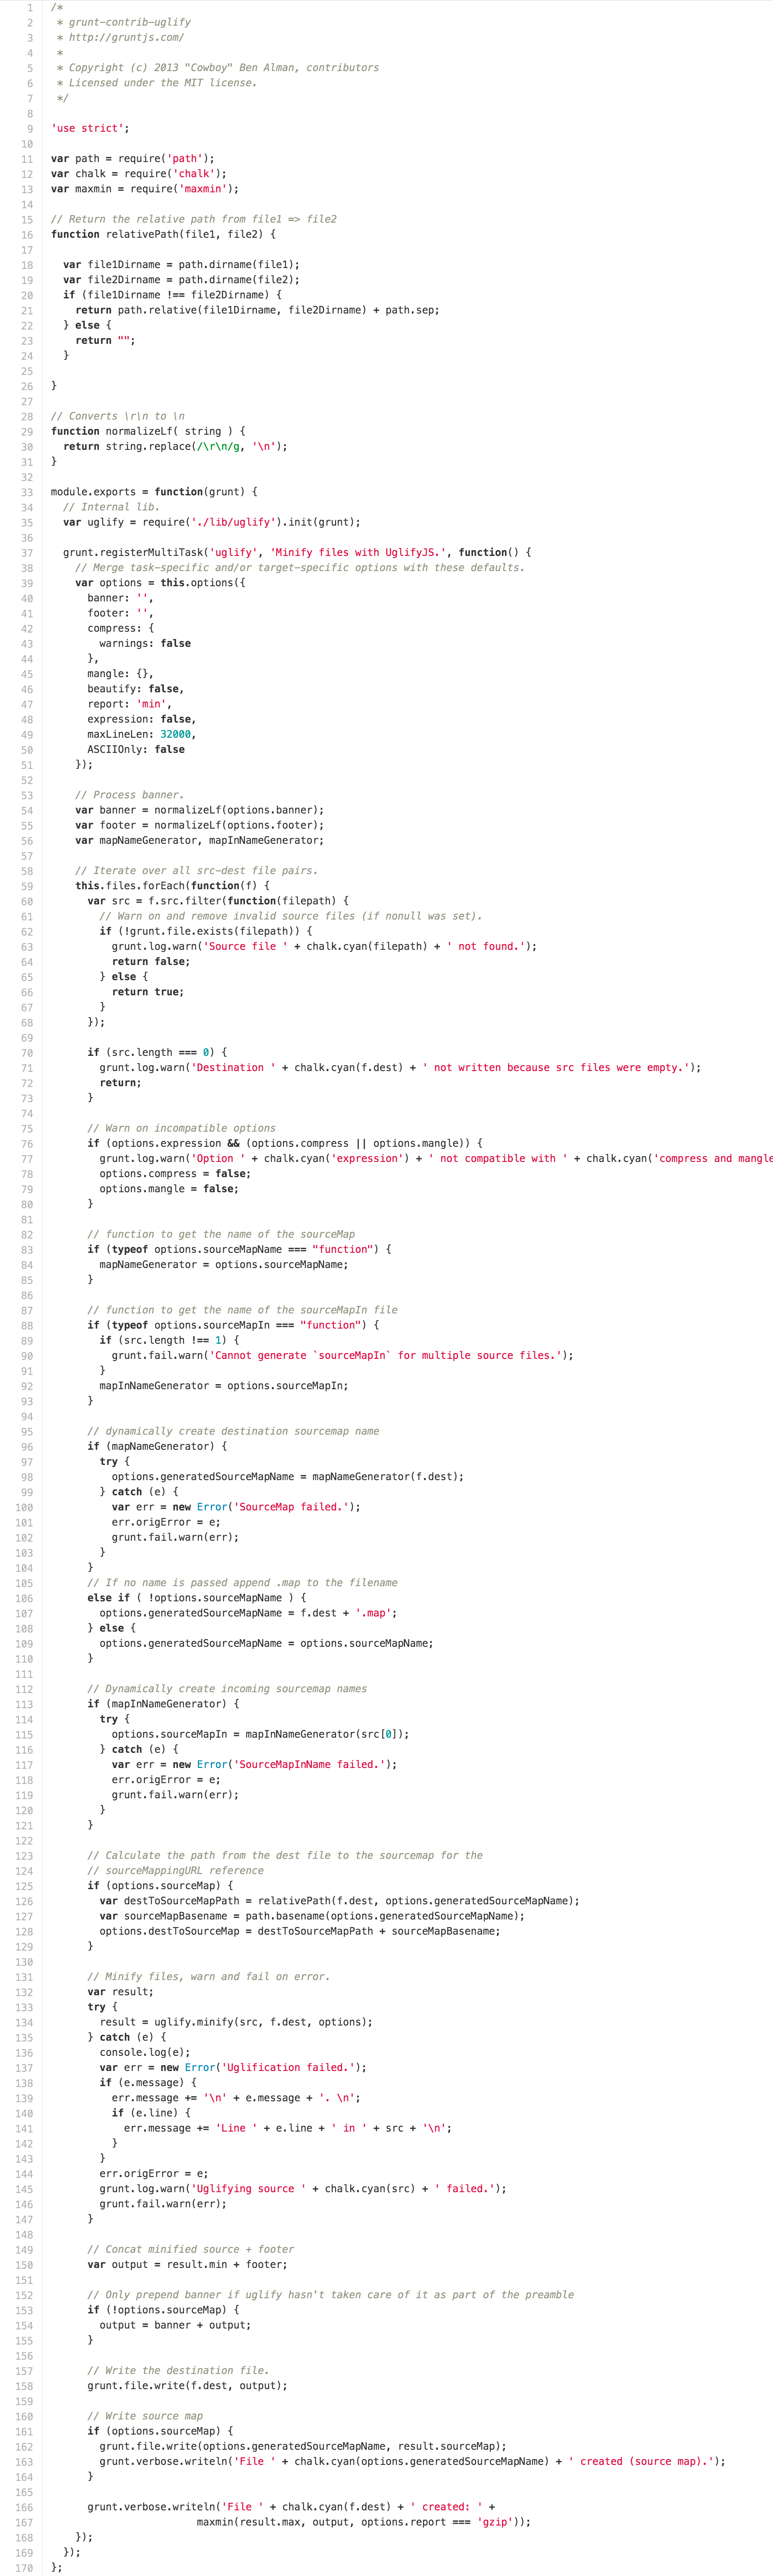 1 /*
2  * grunt-contrib-uglify
3  * http://gruntjs.com/
4  *
5  * Copyright (c) 2013 "Cowboy" Ben Alman, contributors
6  * Licensed under the MIT license.
7  */
8
9 'use strict';
10
11 var path = require('path');
12 var chalk = require('chalk');
13 var maxmin = require('maxmin');
14
15 // Return the relative path from file1 => file2
16 function relativePath(file1, file2) {
17
18   var file1Dirname = path.dirname(file1);
19   var file2Dirname = path.dirname(file2);
20   if (file1Dirname !== file2Dirname) {
21     return path.relative(file1Dirname, file2Dirname) + path.sep;
22   } else {
23     return "";
24   }
25
26 }
27
28 // Converts \r\n to \n
29 function normalizeLf( string ) {
30   return string.replace(/\r\n/g, '\n');
31 }
32
33 module.exports = function(grunt) {
34   // Internal lib.
35   var uglify = require('./lib/uglify').init(grunt);
36
37   grunt.registerMultiTask('uglify', 'Minify files with UglifyJS.', function() {
38     // Merge task-specific and/or target-specific options with these defaults.
39     var options = this.options({
40       banner: '',
41       footer: '',
42       compress: {
43         warnings: false
44       },
45       mangle: {},
46       beautify: false,
47       report: 'min',
48       expression: false,
49       maxLineLen: 32000,
50       ASCIIOnly: false
51     });
52
53     // Process banner.
54     var banner = normalizeLf(options.banner);
55     var footer = normalizeLf(options.footer);
56     var mapNameGenerator, mapInNameGenerator;
57
58     // Iterate over all src-dest file pairs.
59     this.files.forEach(function(f) {
60       var src = f.src.filter(function(filepath) {
61         // Warn on and remove invalid source files (if nonull was set).
62         if (!grunt.file.exists(filepath)) {
63           grunt.log.warn('Source file ' + chalk.cyan(filepath) + ' not found.');
64           return false;
65         } else {
66           return true;
67         }
68       });
69
70       if (src.length === 0) {
71         grunt.log.warn('Destination ' + chalk.cyan(f.dest) + ' not written because src files were empty.');
72         return;
73       }
74
75       // Warn on incompatible options
76       if (options.expression && (options.compress || options.mangle)) {
77         grunt.log.warn('Option ' + chalk.cyan('expression') + ' not compatible with ' + chalk.cyan('compress and mangle
78         options.compress = false;
79         options.mangle = false;
80       }
81
82       // function to get the name of the sourceMap
83       if (typeof options.sourceMapName === "function") {
84         mapNameGenerator = options.sourceMapName;
85       }
86
87       // function to get the name of the sourceMapIn file
88       if (typeof options.sourceMapIn === "function") {
89         if (src.length !== 1) {
90           grunt.fail.warn('Cannot generate `sourceMapIn` for multiple source files.');
91         }
92         mapInNameGenerator = options.sourceMapIn;
93       }
94
95       // dynamically create destination sourcemap name
96       if (mapNameGenerator) {
97         try {
98           options.generatedSourceMapName = mapNameGenerator(f.dest);
99         } catch (e) {
100           var err = new Error('SourceMap failed.');
101           err.origError = e;
102           grunt.fail.warn(err);
103         }
104       }
105       // If no name is passed append .map to the filename
106       else if ( !options.sourceMapName ) {
107         options.generatedSourceMapName = f.dest + '.map';
108       } else {
109         options.generatedSourceMapName = options.sourceMapName;
110       }
111
112       // Dynamically create incoming sourcemap names
113       if (mapInNameGenerator) {
114         try {
115           options.sourceMapIn = mapInNameGenerator(src[0]);
116         } catch (e) {
117           var err = new Error('SourceMapInName failed.');
118           err.origError = e;
119           grunt.fail.warn(err);
120         }
121       }
122
123       // Calculate the path from the dest file to the sourcemap for the
124       // sourceMappingURL reference
125       if (options.sourceMap) {
126         var destToSourceMapPath = relativePath(f.dest, options.generatedSourceMapName);
127         var sourceMapBasename = path.basename(options.generatedSourceMapName);
128         options.destToSourceMap = destToSourceMapPath + sourceMapBasename;
129       }
130
131       // Minify files, warn and fail on error.
132       var result;
133       try {
134         result = uglify.minify(src, f.dest, options);
135       } catch (e) {
136         console.log(e);
137         var err = new Error('Uglification failed.');
138         if (e.message) {
139           err.message += '\n' + e.message + '. \n';
140           if (e.line) {
141             err.message += 'Line ' + e.line + ' in ' + src + '\n';
142           }
143         }
144         err.origError = e;
145         grunt.log.warn('Uglifying source ' + chalk.cyan(src) + ' failed.');
146         grunt.fail.warn(err);
147       }
148
149       // Concat minified source + footer
150       var output = result.min + footer;
151
152       // Only prepend banner if uglify hasn't taken care of it as part of the preamble
153       if (!options.sourceMap) {
154         output = banner + output;
155       }
156
157       // Write the destination file.
158       grunt.file.write(f.dest, output);
159
160       // Write source map
161       if (options.sourceMap) {
162         grunt.file.write(options.generatedSourceMapName, result.sourceMap);
163         grunt.verbose.writeln('File ' + chalk.cyan(options.generatedSourceMapName) + ' created (source map).');
164       }
165
166       grunt.verbose.writeln('File ' + chalk.cyan(f.dest) + ' created: ' +
167                         maxmin(result.max, output, options.report === 'gzip'));
168     });
169   });
170 };